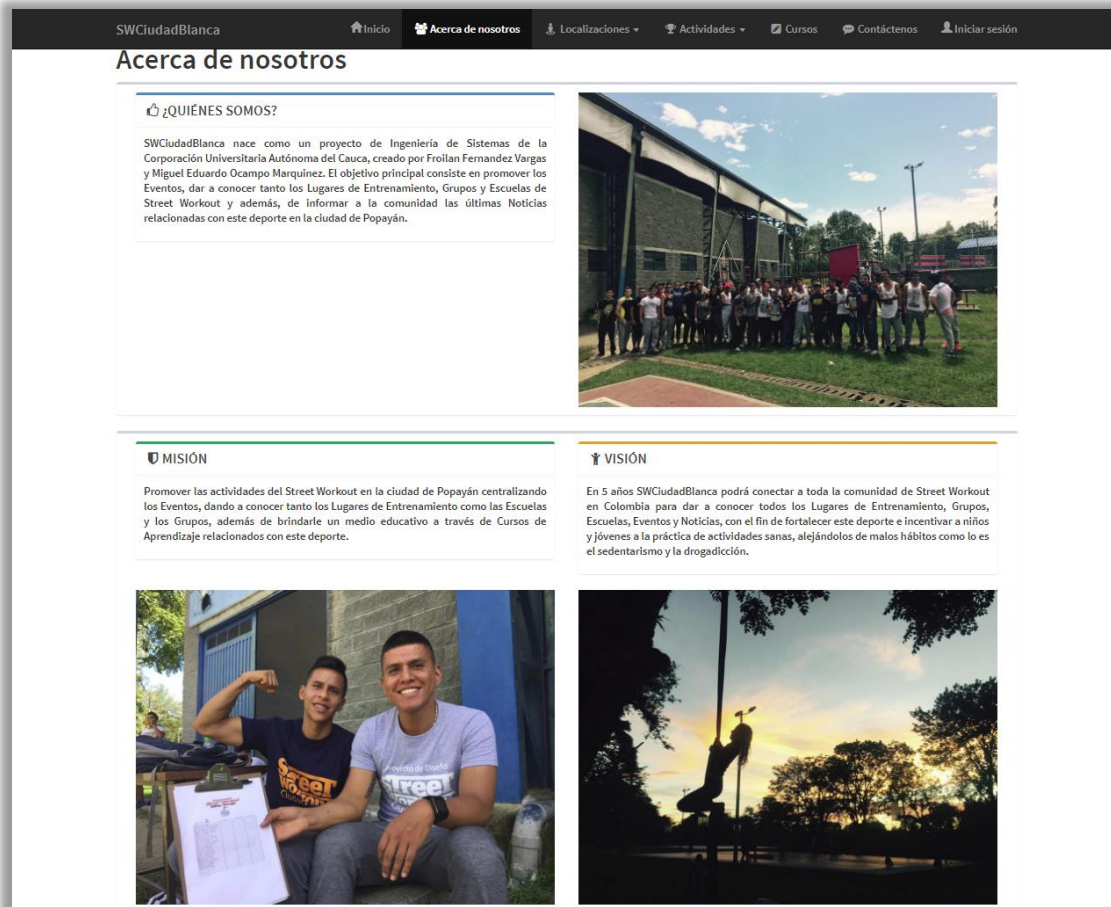 SWCiudadBlanca
Inicio
Acerca de nosotros
Localizaciones
Actividades
Cursos
Contáctenos
Iniciar sesión
Acerca de nosotros
¿QUIÉNES SOMOS?
SWCiudadBlanca nace como un proyecto de Ingeniería de Sistemas de la
Corporación Universitaria Autónoma del Cauca, creado por Froilan Fernandez Vargas
y Miguel Eduardo Ocampo Marquinez. El objetivo principal consiste en promover los
Eventos, dar a conocer tanto los Lugares de Entrenamiento, Grupos y Escuelas de
Street Workout y además, de informar a la comunidad las últimas Noticias
relacionadas con este deporte en la ciudad de Popayán.
MISIÓN
Promover las actividades del Street Workout en la ciudad de Popayán centralizando
los Eventos, dando a conocer tanto los Lugares de Entrenamiento como las Escuelas
y los Grupos, además de brindarle un medio educativo a través de Cursos de
Aprendizaje relacionados con este deporte.
VISIÓN
En 5 años SWCiudadBlanca podrá conectar a toda la comunidad de Street Workout
en Colombia para dar a conocer todos los Lugares de Entrenamiento, Grupos,
Escuelas, Eventos y Noticias, con el fin de fortalecer este deporte e incentivar a niños
y jóvenes a la práctica de actividades sanas, alejándolos de malos hábitos como lo es
el sedentarismo y la drogadicción.
Street
Workout
Proyecto de Diseño
Street